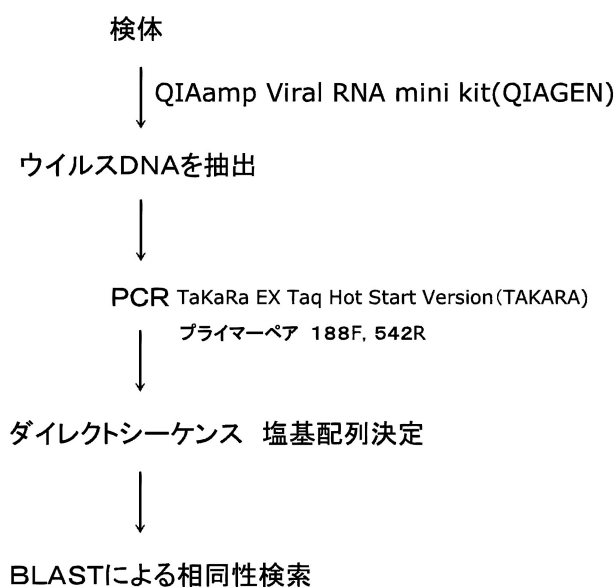 検体
QIAamp Viral RNA mini kit(QIAGEN)
ウイルスDNAを抽出
PCR TaKaRa EX Taq Hot Start Version(TAKARA)
プライマーペア 188F, 542R
ダイレクトシーケンス 塩基配列決定
BLASTによる相同性検索